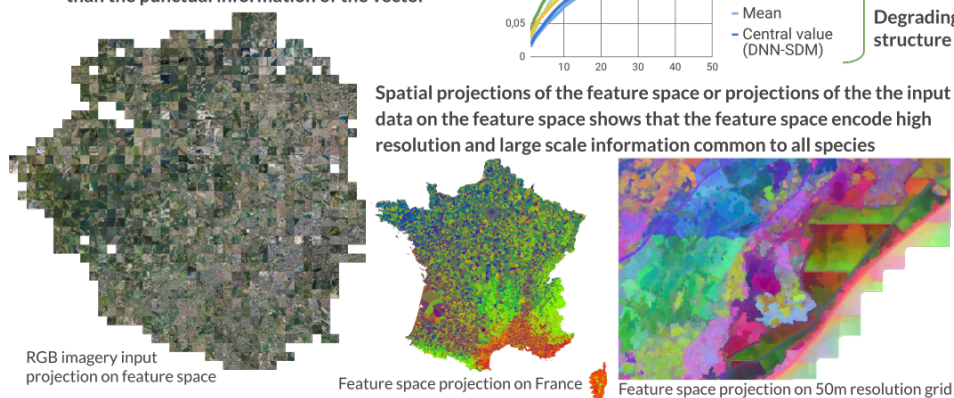 than the punctual information of the vector
0,05
10 20 30 40 50
Mean
Central value
(DNN-SDM)
Degrading
structure
Spatial projections of the feature space or projections of the the input
data on the feature space shows that the feature space encode high
resolution and large scale information common to all species
RGB imagery input
projection on feature space
Feature space projection on France
Feature space projection on 50m resolution grid